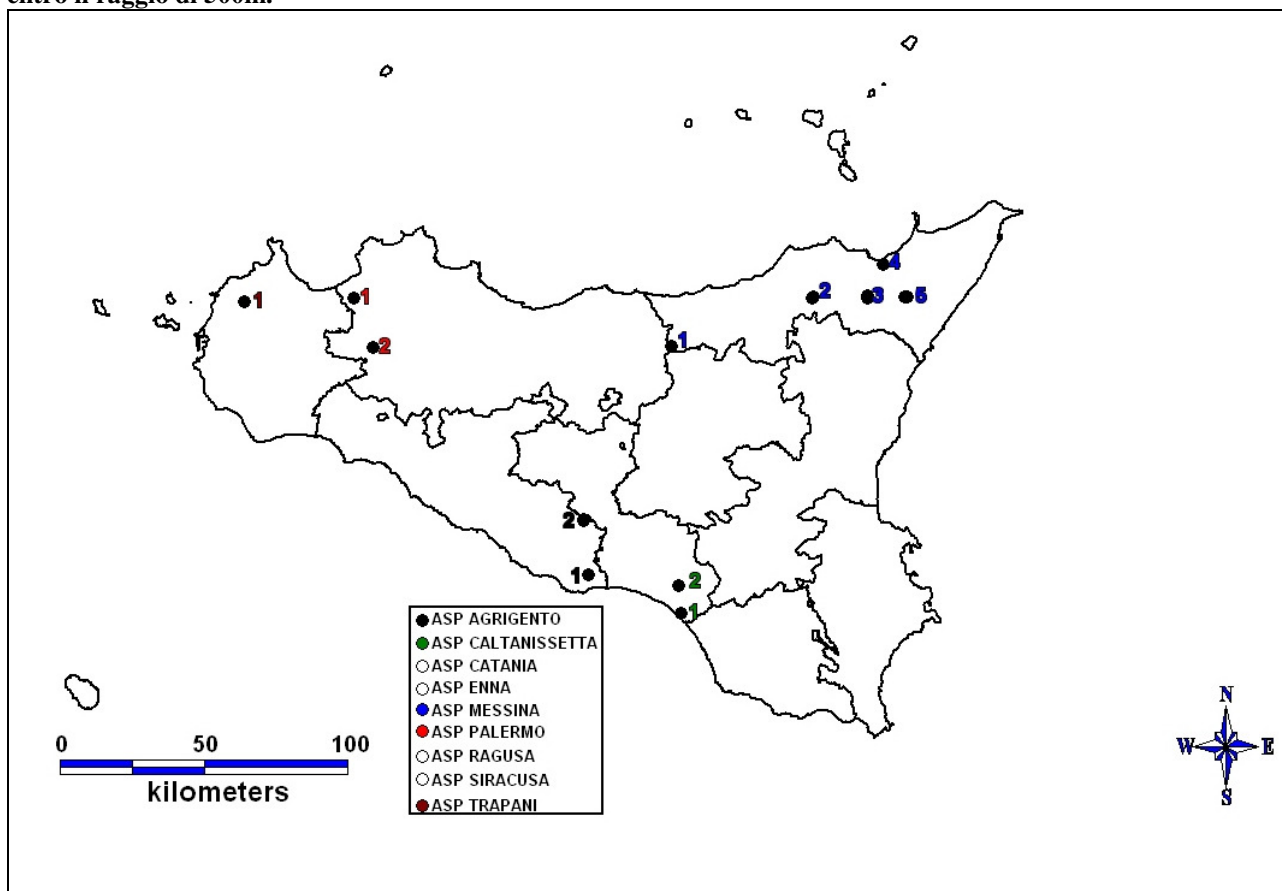 entro il raggio di 500m.
4
1
1
2
3
5
2
1
2
1
2
1
ASP AGRIGENTO
ASP CALTANISSETTA
ASP CATANIA
ASP ENNA
ASP MESSINA
ASP PALERMO
ASP RAGUSA
ASP SIRACUSA
ASP TRAPANI
0 50 100
kilometers
N
W E
S